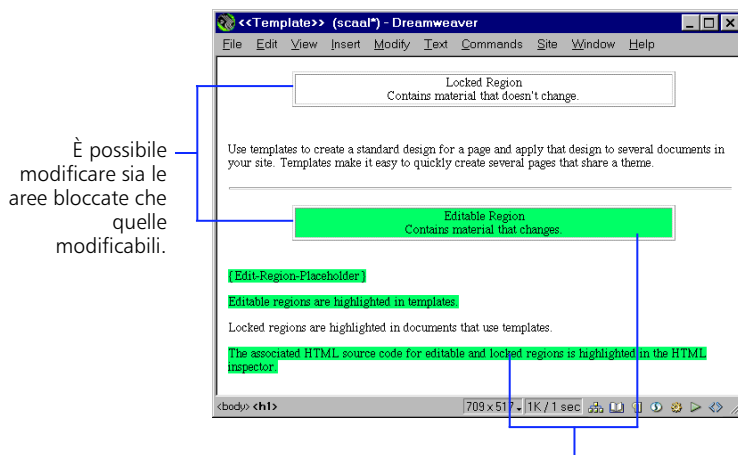 <<Template>> (scaal*) - Dreamweaver
File Edit View Insert Modify Text Commands Site Window Help
Locked Region
Contains material that doesn't change.
Use templates to create a standard design for a page and apply that design to several documents in
your site. Templates make it easy to quickly create several pages that share a theme.
È possibile
modificare sia le
aree bloccate che
quelle
modificabili.
Editable Region
Contains material that changes.
{Edit-Region-Placeholder}
Editable regions are highlighted in templates.
Locked regions are highlighted in documents that use templates.
The associated HTML source code for editable and locked regions is highlighted in the HTML
inspector.
<body> <h1> 709 x 517 1K / 1 sec